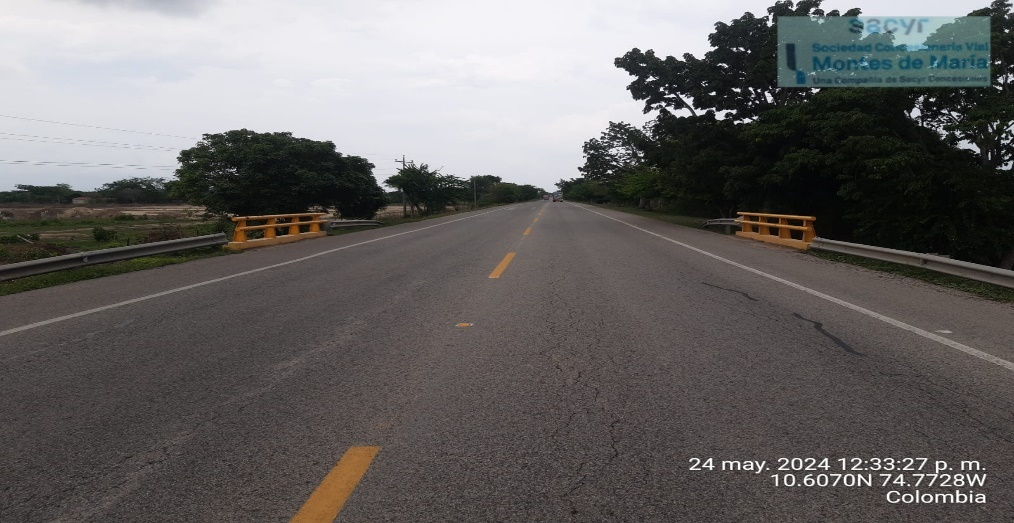 sacyr
Sociedad Concesionaria Vial
Montes de María
Una Compañía de Sacyr Concesiones
24 may. 2024 12:33:27 p. m.
10.6070N 74.7728W
Colombia